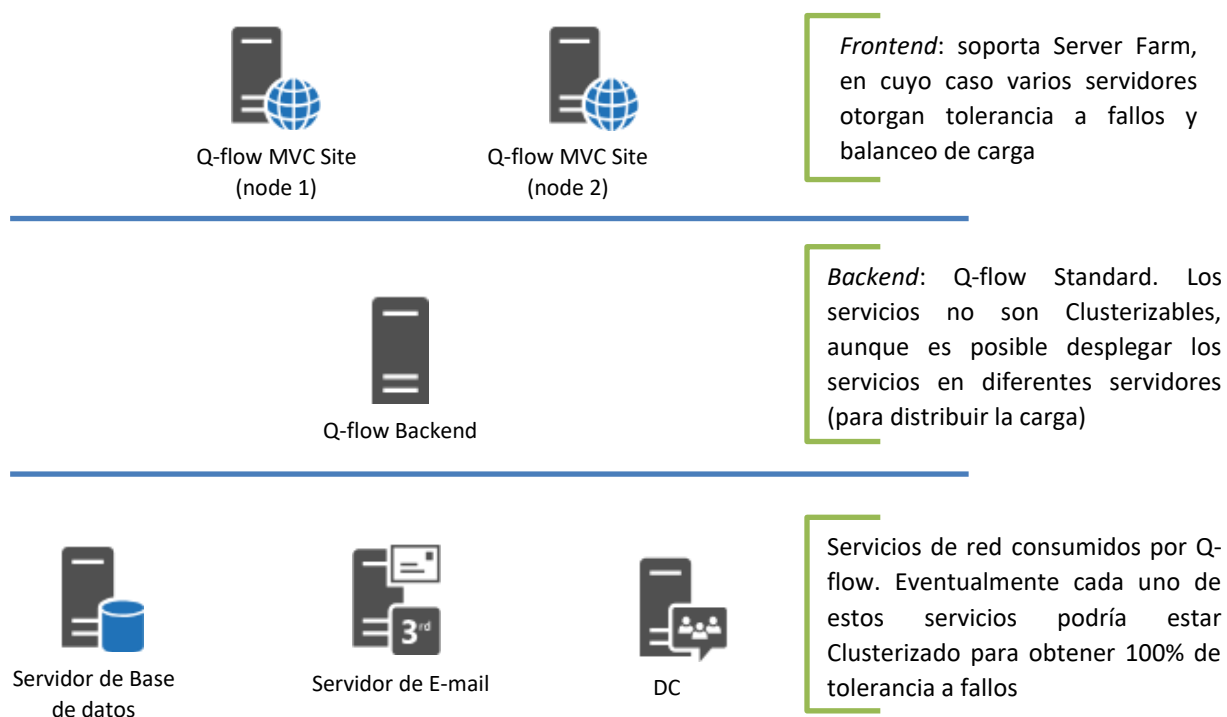 Q-flow MVC Site
(node 1)
Q-flow MVC Site
(node 2)
Frontend: soporta Server Farm,
en cuyo caso varios servidores
otorgan tolerancia a fallos y
balanceo de carga
Q-flow Backend
Backend: Q-flow Standard. Los
servicios no son Clusterizables,
aunque es posible desplegar los
servicios en diferentes servidores
(para distribuir la carga)
Servidor de Base
de datos
3rd
Servidor de E-mail
DC
Servicios de red consumidos por Q-
flow. Eventualmente cada uno de
estos servicios podría estar
Clusterizado para obtener 100% de
tolerancia a fallos